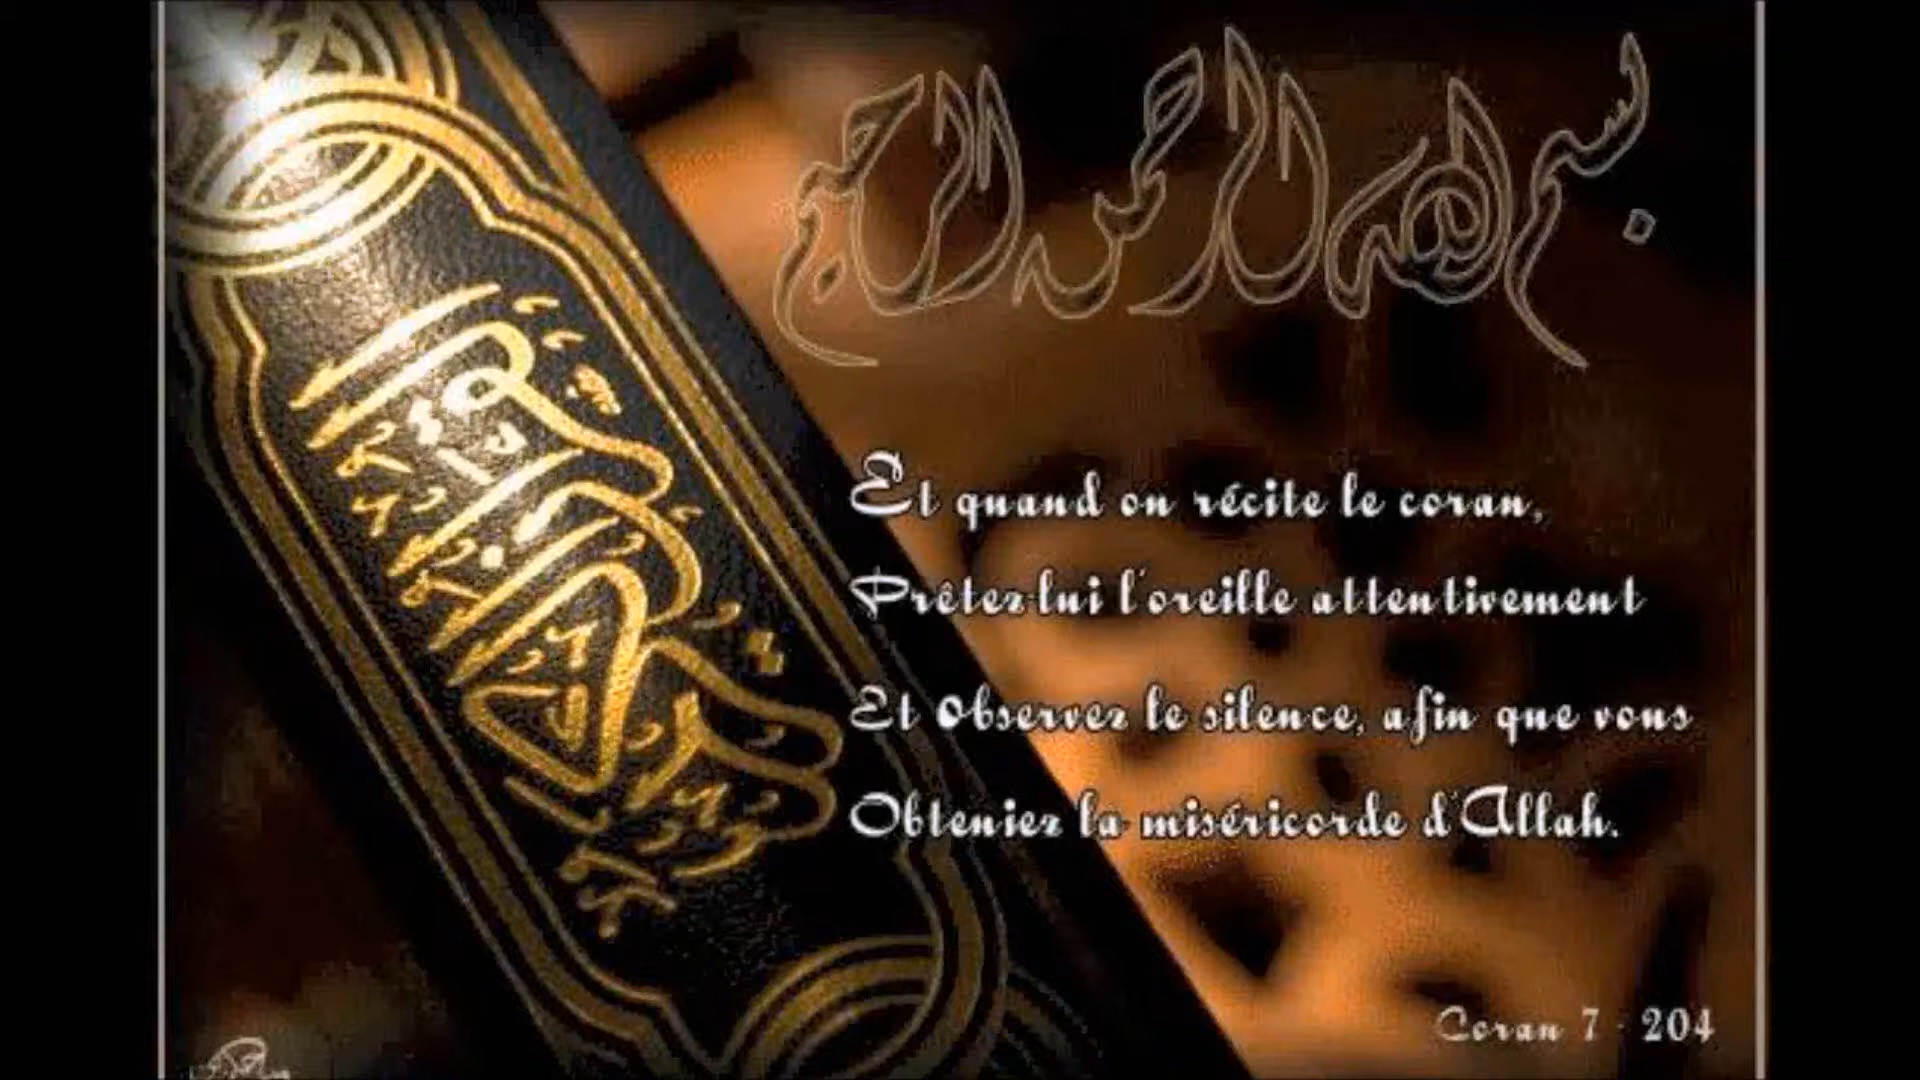 بسم الله الرحمن الرحيم
Et quand on récite le coran,
Prêtez-lui l'oreille attentivement
Et Observez le silence, afin que vous
Obteniez la miséricorde d'Allah.
Coran 7 - 204